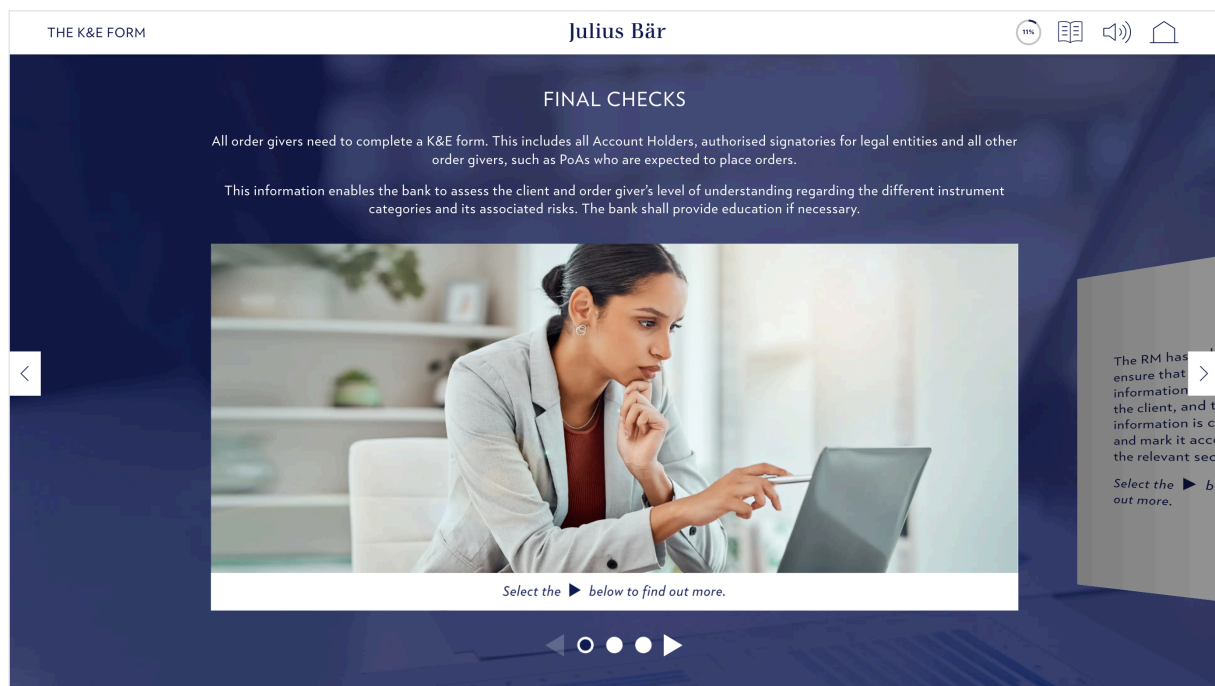 THE K&E FORM
Julius Bär
11%
FINAL CHECKS
All order givers need to complete a K&E form. This includes all Account Holders, authorised signatories for legal entities and all other
order givers, such as PoAs who are expected to place orders.
This information enables the bank to assess the client and order giver's level of understanding regarding the different instrument
categories and its associated risks. The bank shall provide education if necessary.
The RM has
ensure that
information
the client, and
information is
and mark it
the relevant
Select the ▶
out more.
Select the ▶ below to find out more.